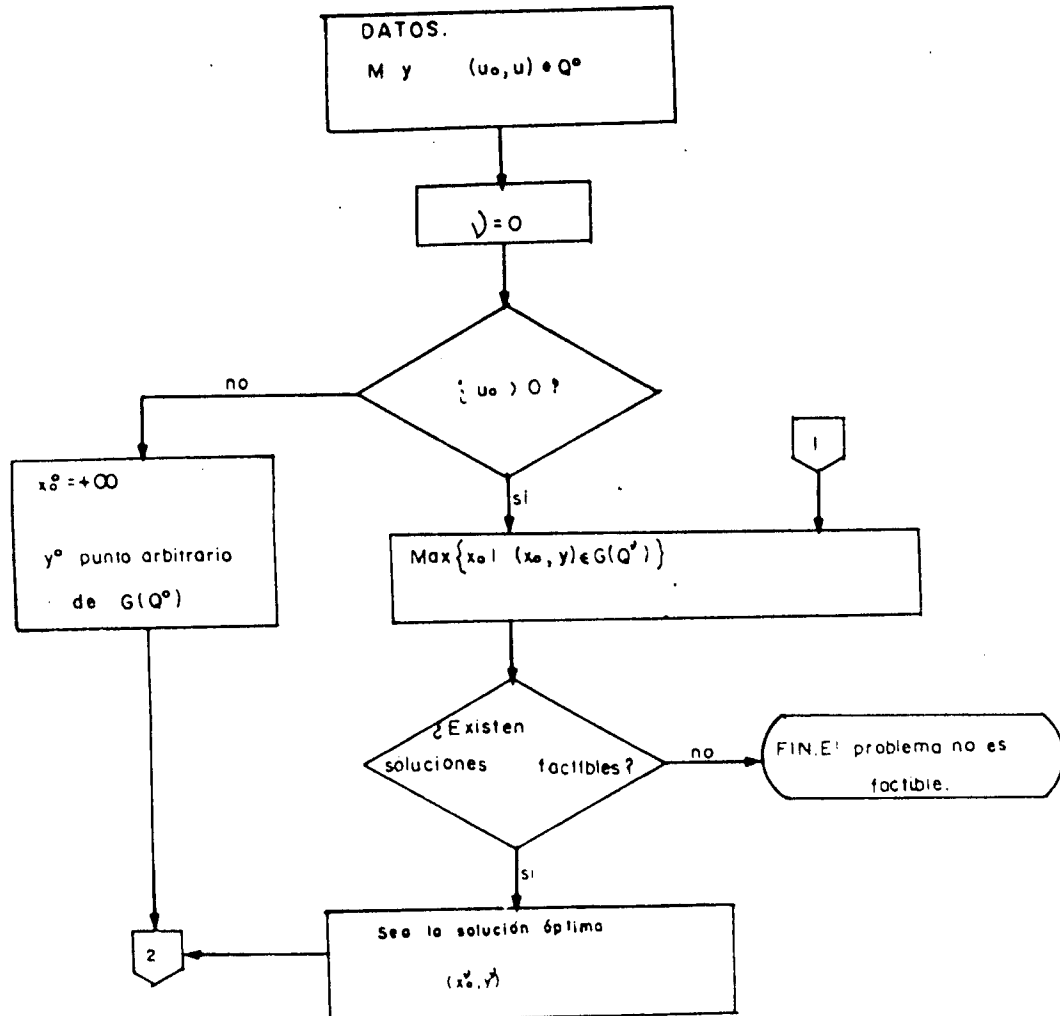 DATOS.
M y (u₀, u) • Q⁰
ν = 0
¿ u₀ > 0 ?
no
sí
1
x₀⁰ = +∞
y⁰ punto arbitrario
de G(Q⁰)
Max {x₀ | (x₀, y) ∈ G(Q^ν)}
¿Existen
soluciones factibles?
no
FIN. El problema no es
factible.
si
Sea la solución óptima
(x₀^ν, y^ν)
2